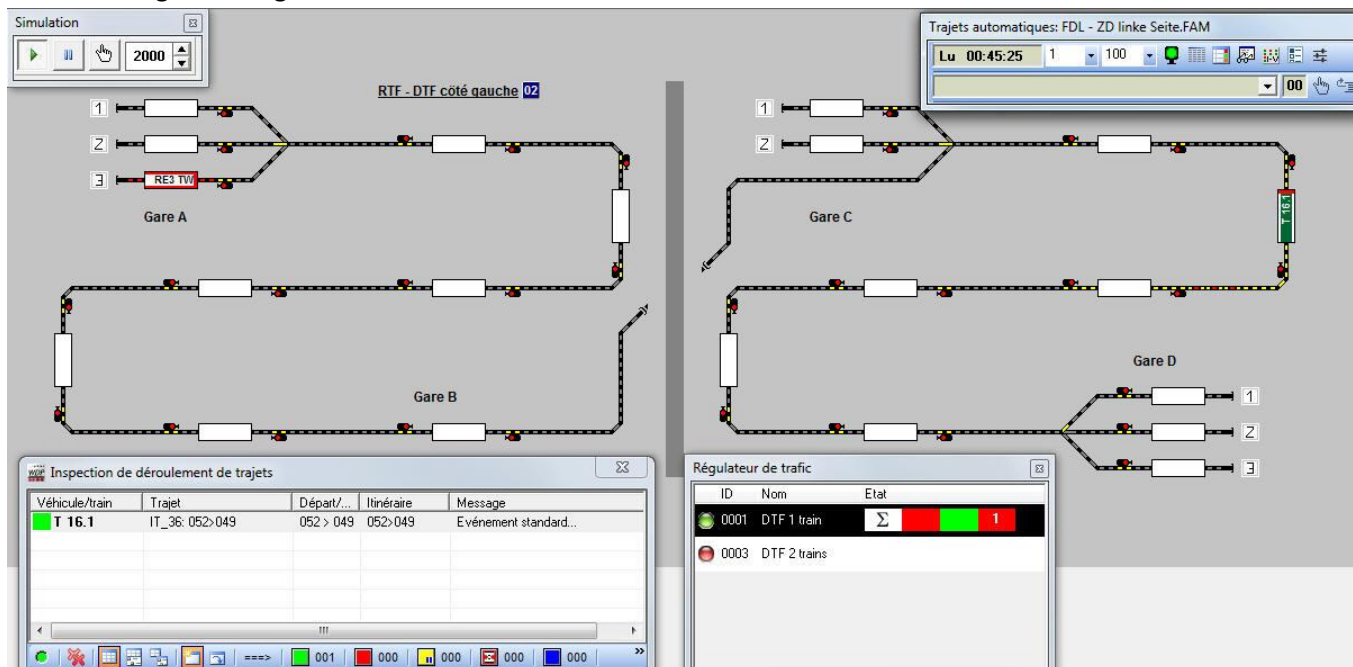 Simulation
2000
Trajets automatiques: FDL - ZD linke Seite.FAM
Lu 00:45:25 1 100
00
RTF - DTF côté gauche 02
1
2
3 RE3 TW
Gare A
1
2
Gare C
T 16.1
Gare B
Gare D
1
2
3
Inspection de déroulement de trajets
Véhicule/train Trajet Départ/... Itinéraire Message
T 16.1 IT_36: 052>049 052 > 049 052>049 Evénement standard...
===> 001 000 000 000 000 »
Régulateur de trafic
ID Nom Etat
0001 DTF 1 train Σ 1
0003 DTF 2 trains